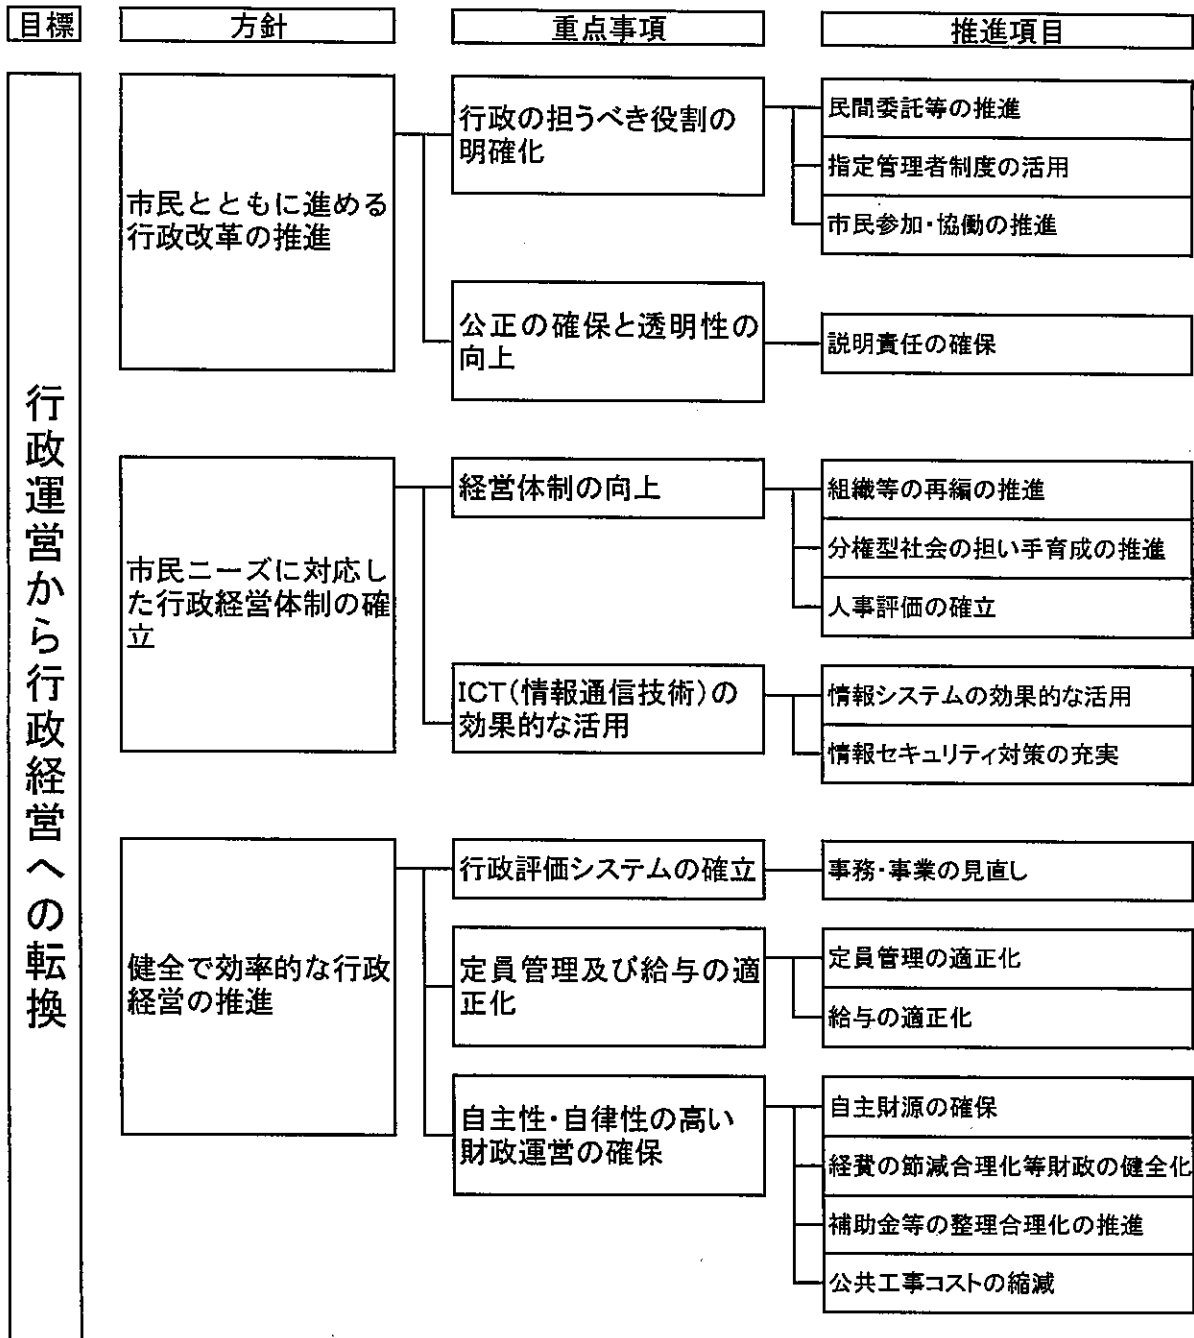 目標
方針
重点事項
推進項目
行政運営から行政経営への転換
市民とともに進める
行政改革の推進
行政の担うべき役割の
明確化
民間委託等の推進
指定管理者制度の活用
市民参加・協働の推進
公正の確保と透明性の
向上
説明責任の確保
市民ニーズに対応し
た行政経営体制の確
立
経営体制の向上
組織等の再編の推進
分権型社会の担い手育成の推進
人事評価の確立
ICT(情報通信技術)の
効果的な活用
情報システムの効果的な活用
情報セキュリティ対策の充実
健全で効率的な行政
経営の推進
行政評価システムの確立
事務・事業の見直し
定員管理及び給与の適
正化
定員管理の適正化
給与の適正化
自主性・自律性の高い
財政運営の確保
自主財源の確保
経費の節減合理化等財政の健全化
補助金等の整理合理化の推進
公共工事コストの縮減